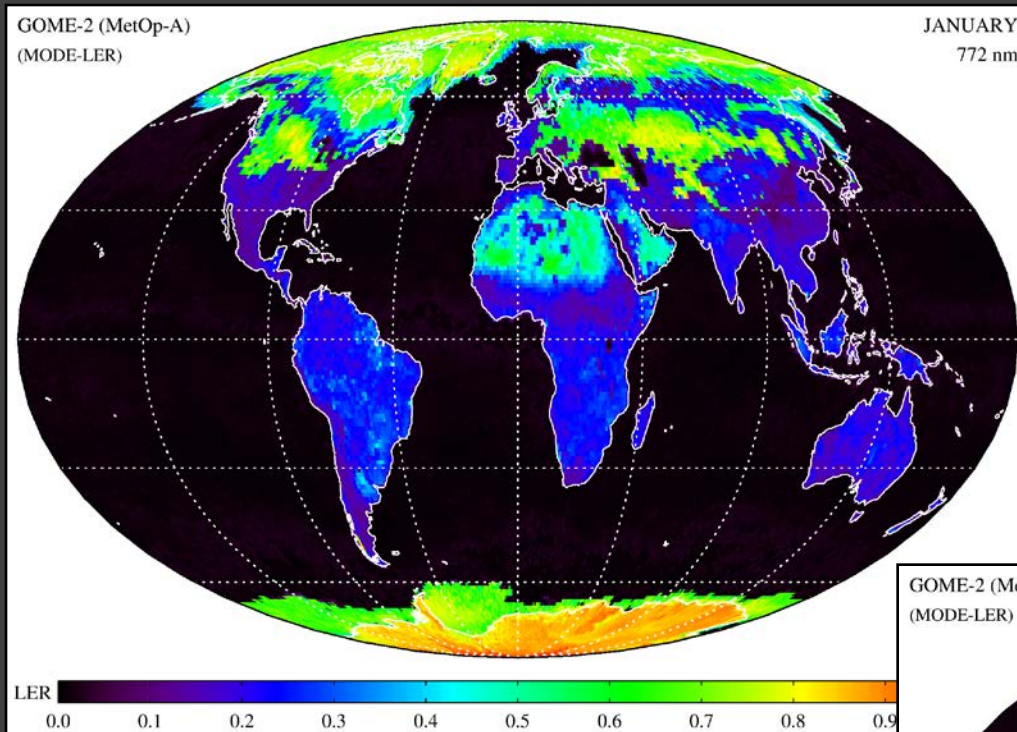 GOME-2 (MetOp-A)
(MODE-LER)
JANUARY
772 nm
LER
0.0 0.1 0.2 0.3 0.4 0.5 0.6 0.7 0.8 0.9
GOME-2 (Me
(MODE-LER)